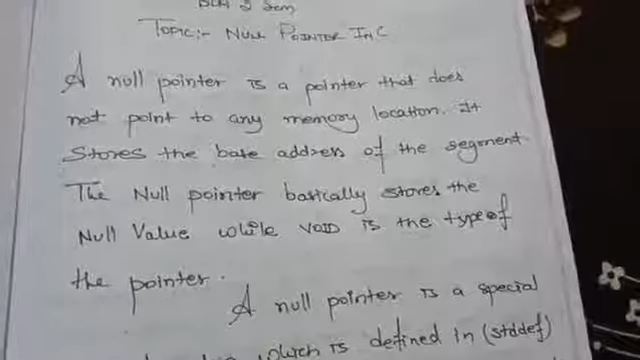 Sem
Topic:- Null Pointer In C
A null pointer is a pointer that does
not point to any memory location. It
Stores the base address of the segment
The Null pointer basically stores the
Null Value while VOID is the type of
the pointer.
A null pointer is a special
which is defined in (stddef)